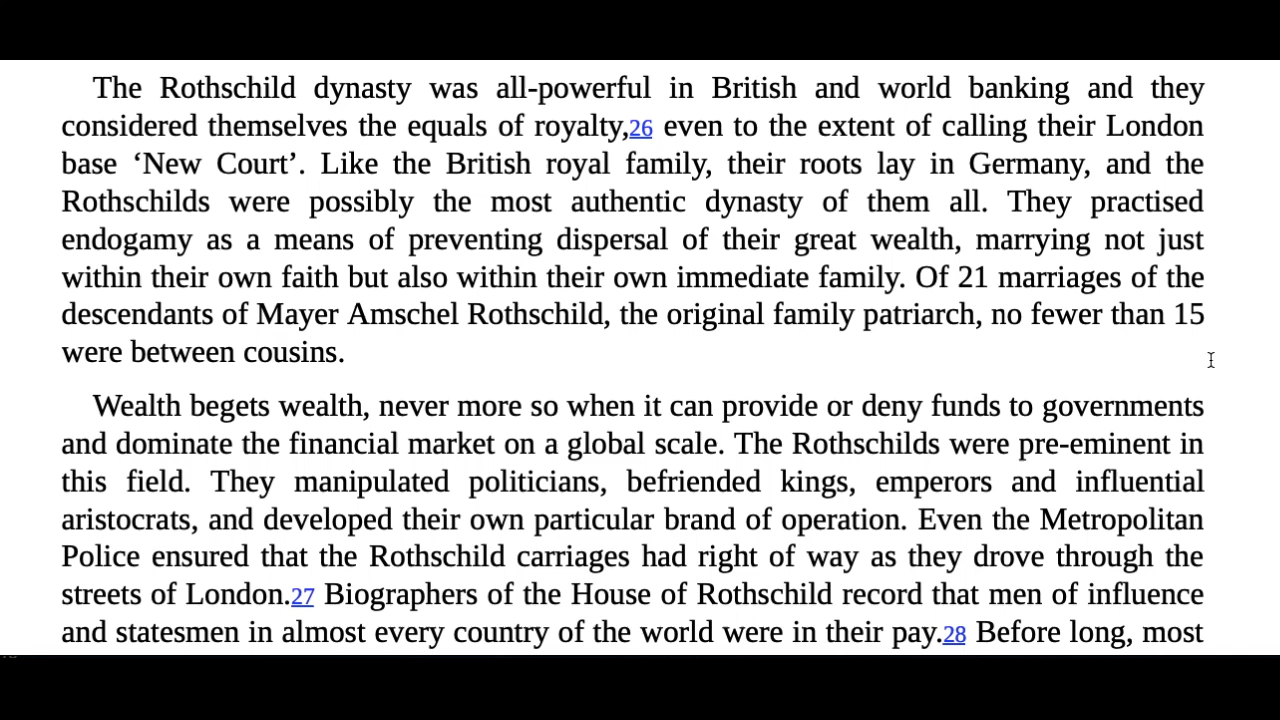 The Rothschild dynasty was all-powerful in British and world banking and they
considered themselves the equals of royalty,26 even to the extent of calling their London
base ‘New Court’. Like the British royal family, their roots lay in Germany, and the
Rothschilds were possibly the most authentic dynasty of them all. They practised
endogamy as a means of preventing dispersal of their great wealth, marrying not just
within their own faith but also within their own immediate family. Of 21 marriages of the
descendants of Mayer Amschel Rothschild, the original family patriarch, no fewer than 15
were between cousins.
Wealth begets wealth, never more so when it can provide or deny funds to governments
and dominate the financial market on a global scale. The Rothschilds were pre-eminent in
this field. They manipulated politicians, befriended kings, emperors and influential
aristocrats, and developed their own particular brand of operation. Even the Metropolitan
Police ensured that the Rothschild carriages had right of way as they drove through the
streets of London.27 Biographers of the House of Rothschild record that men of influence
and statesmen in almost every country of the world were in their pay.28 Before long, most